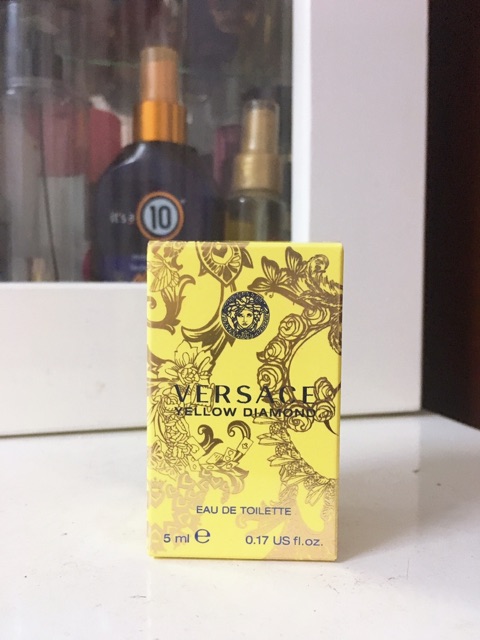 it's a
10
VERSACE
YELLOW DIAMOND
EAU DE TOILETTE
5 ml e 0.17 US fl.oz.